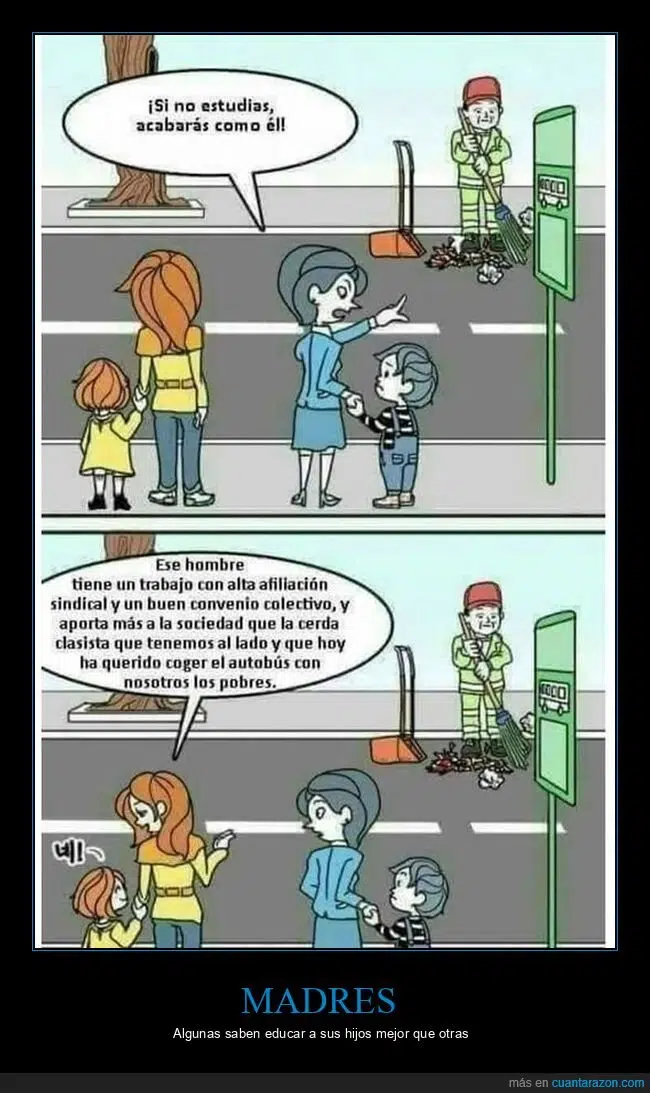 ¡Si no estudias,
acabarás como él!
Ese hombre
tiene un trabajo con alta afiliación
sindical y un buen convenio colectivo, y
aporta más a la sociedad que la cerda
clasista que tenemos al lado y que hoy
ha querido coger el autobús con
nosotros los pobres.
네!~
MADRES
Algunas saben educar a sus hijos mejor que otras
más en cuantarazon.com